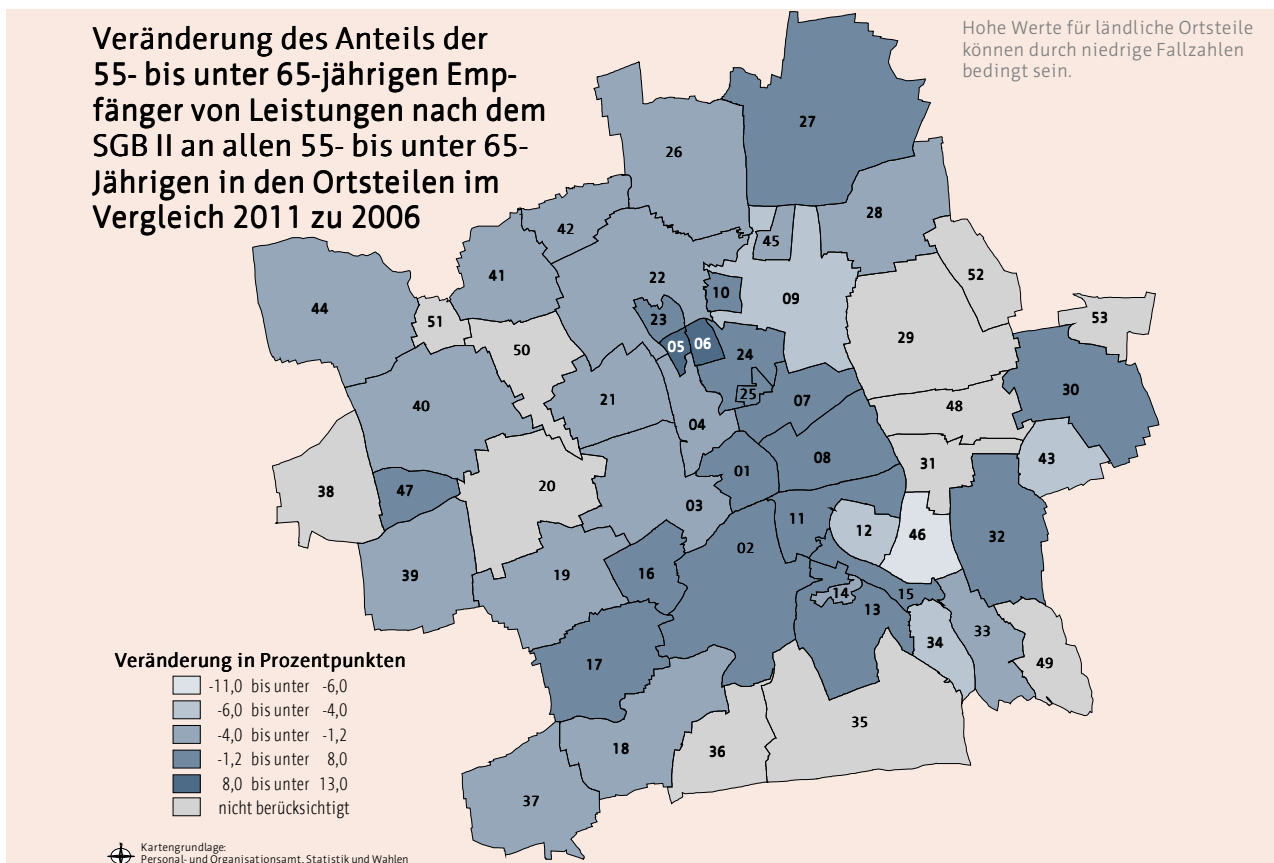 Veränderung des Anteils der
55- bis unter 65-jährigen Emp-
fänger von Leistungen nach dem
SGB II an allen 55- bis unter 65-
Jährigen in den Ortsteilen im
Vergleich 2011 zu 2006
Hohe Werte für ländliche Ortsteile
können durch niedrige Fallzahlen
bedingt sein.
27
26
28
42
45
41
22
52
44
10
09
51
23
53
50
05
06
24
29
25
30
40
21
07
48
04
43
01
08
31
38
47
20
03
11
12
46
32
02
39
19
16
14
15
13
33
34
17
49
35
18
36
37
Veränderung in Prozentpunkten
-11,0 bis unter -6,0
-6,0 bis unter -4,0
-4,0 bis unter -1,2
-1,2 bis unter 8,0
8,0 bis unter 13,0
nicht berücksichtigt
Kartengrundlage:
Personal- und Organisationsamt, Statistik und Wahlen